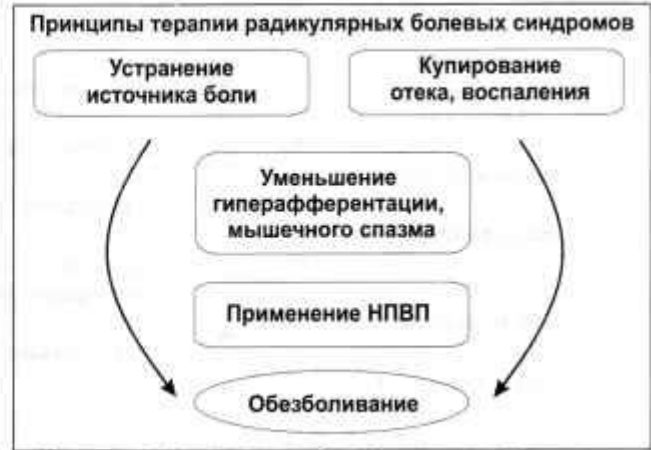 Принципы терапии радикулярных болевых синдромов
Устранение
источника боли
Купирование
отека, воспаления
Уменьшение
гиперафферентации,
мышечного спазма
Применение НПВП
Обезболивание